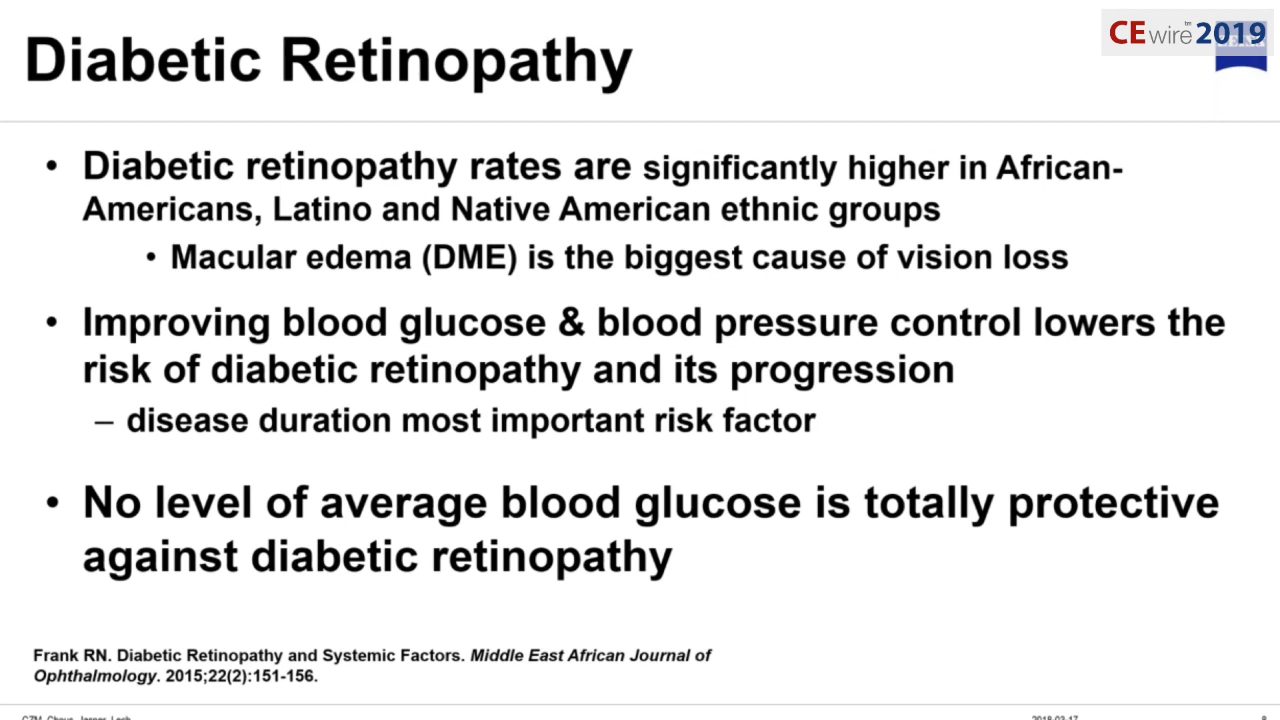 Diabetic Retinopathy
CEwire™2019
• Diabetic retinopathy rates are significantly higher in African-
Americans, Latino and Native American ethnic groups
• Macular edema (DME) is the biggest cause of vision loss
• Improving blood glucose & blood pressure control lowers the
risk of diabetic retinopathy and its progression
– disease duration most important risk factor
• No level of average blood glucose is totally protective
against diabetic retinopathy
Frank RN. Diabetic Retinopathy and Systemic Factors. Middle East African Journal of
Ophthalmology. 2015;22(2):151-156.
2018-03-17